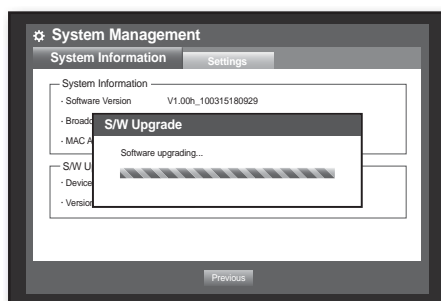 System Management
System Information
Settings
System Information
· Software Version V1.00h_100315180929
· Broadc
S/W Upgrade
· MAC A
Software upgrading...
S/W U
· Device
· Version
Previous